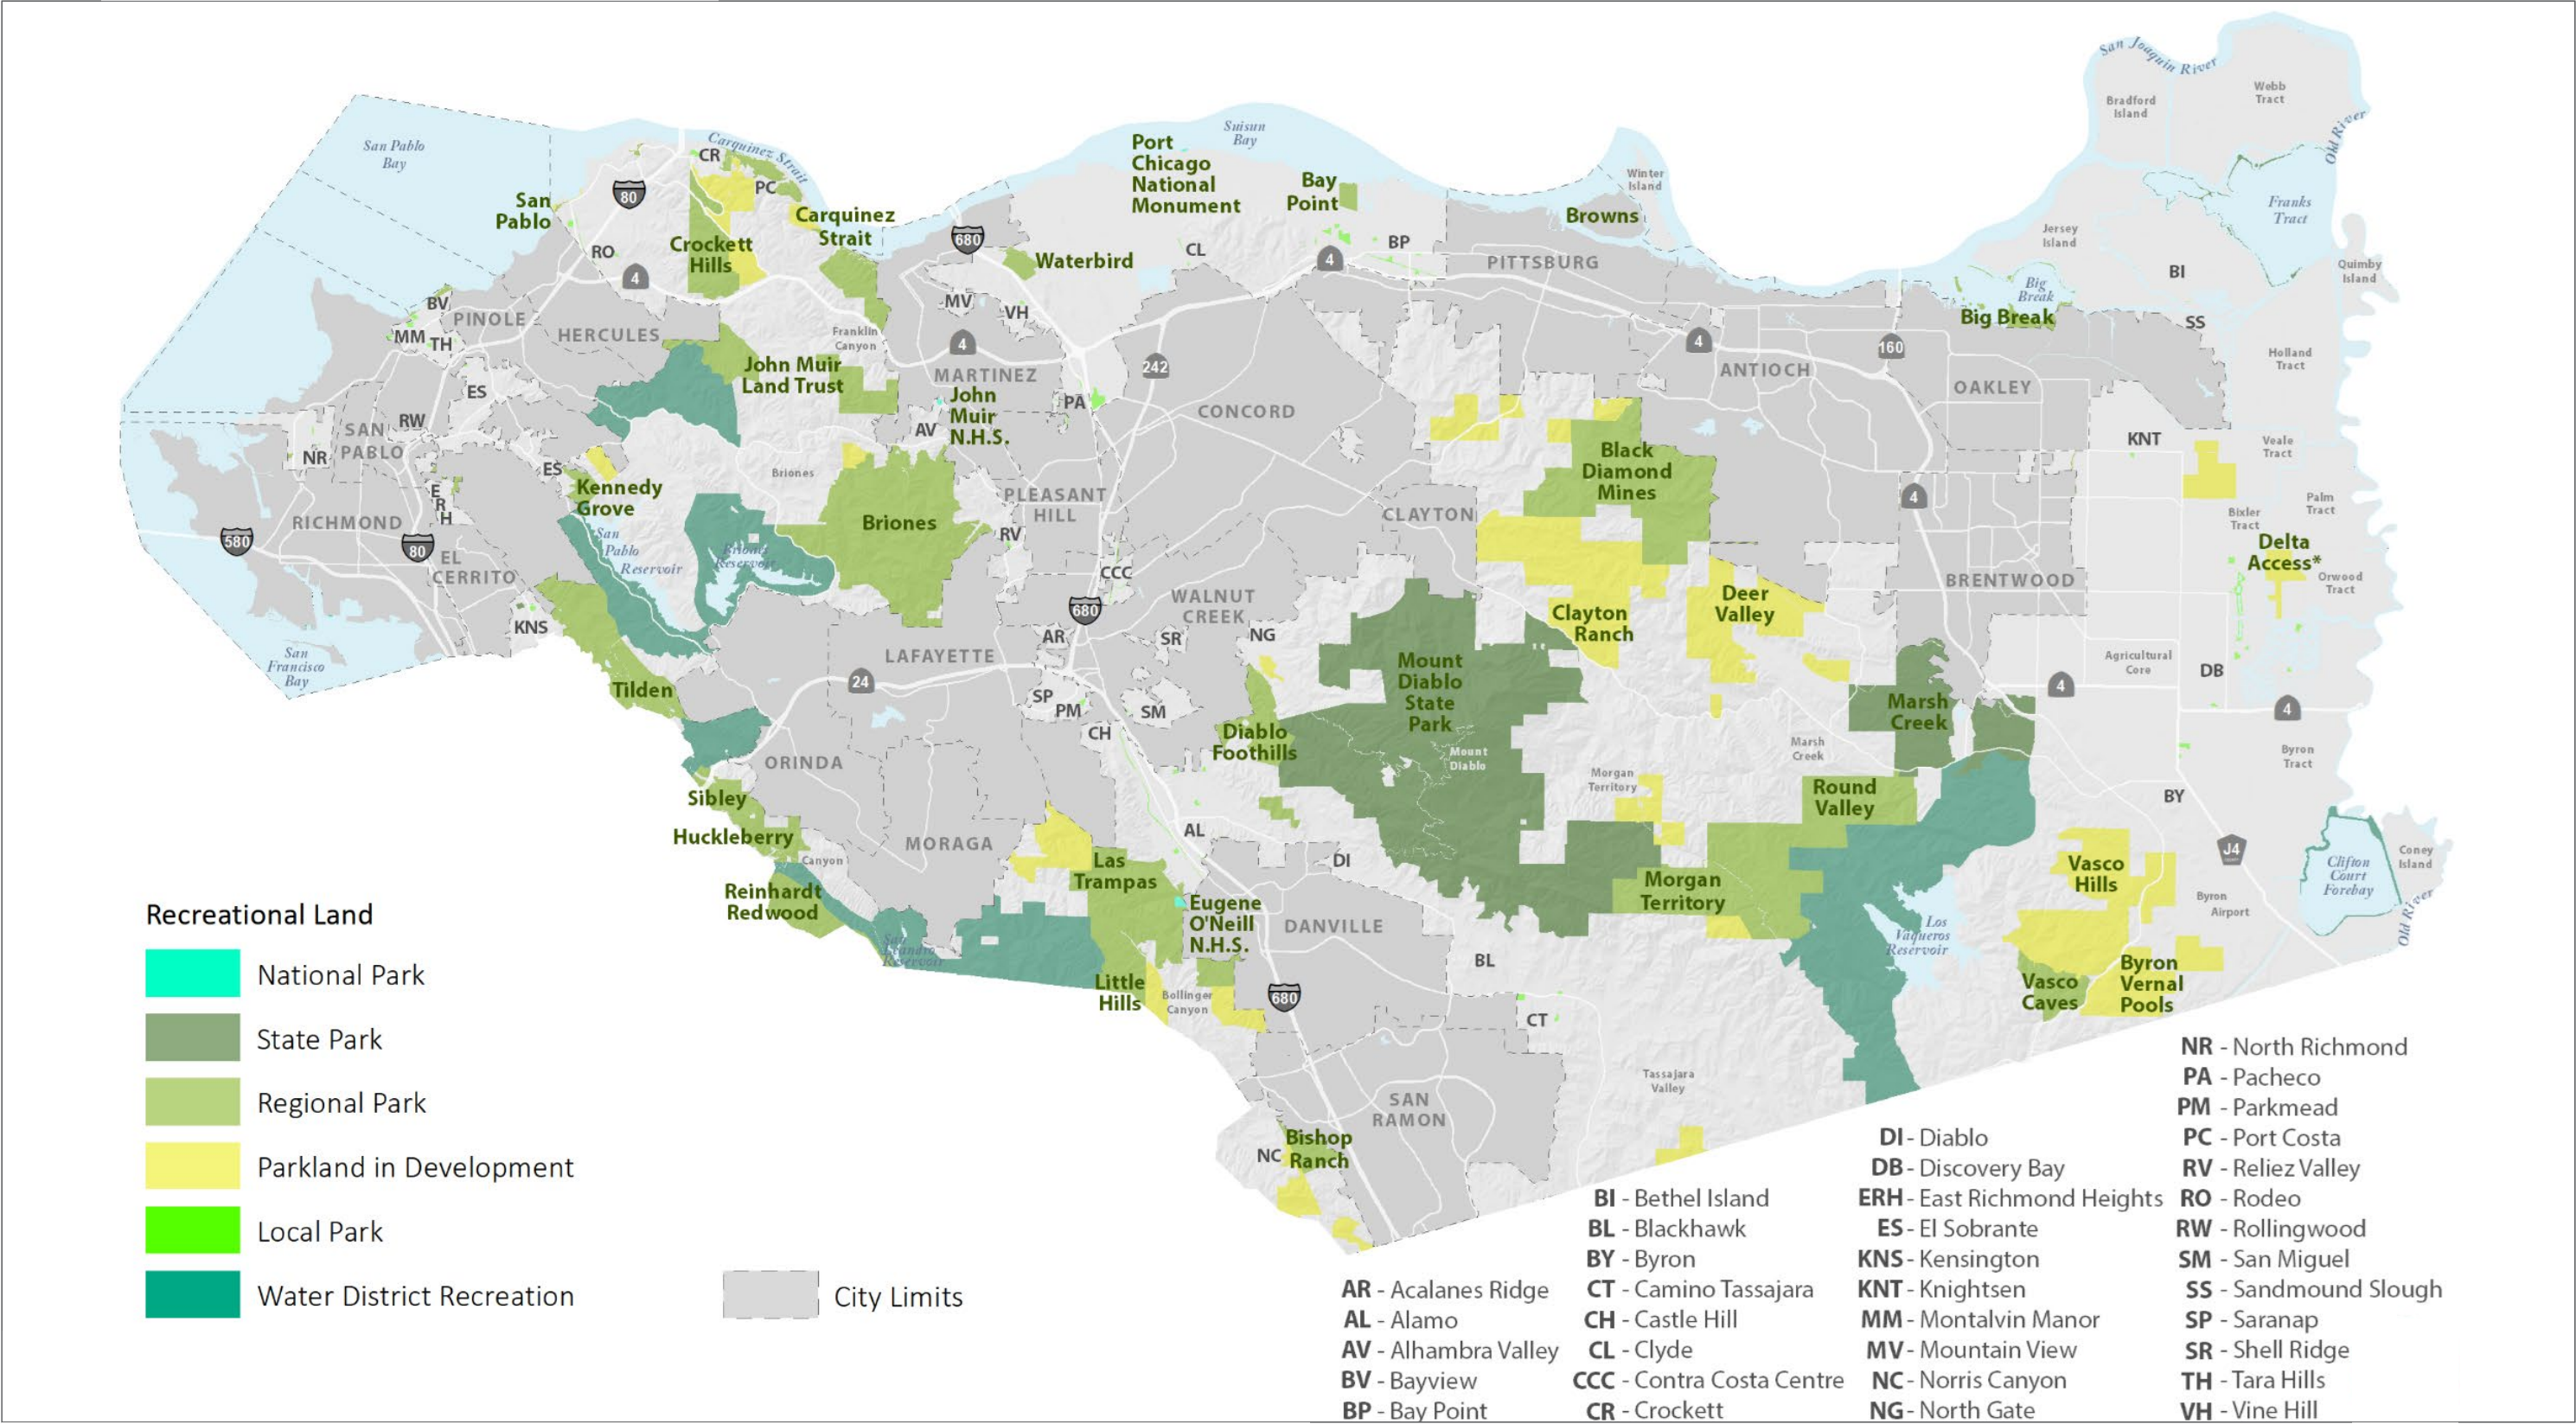 San Joaquin River
Webb
Tract
Bradford
Island
Old River
San Pablo
Bay
Carquinez Strait
CR
PC
Suisun
Bay
Port
Chicago
National
Monument
Bay
Point
Winter
Island
Browns
Franks
Tract
80
San
Pablo
RO
4
Crockett
Hills
Carquinez
Strait
680
Waterbird
CL
4
BP
PITTSBURG
Jersey
Island
BI
Quimby
Island
Big
Break
Big Break
SS
BV
PINOLE
MM
TH
HERCULES
Franklin
Canyon
MV
VH
4
242
4
ANTIOCH
160
OAKLEY
Holland
Tract
John Muir
Land Trust
MARTINEZ
John
Muir
N.H.S.
PA
AV
CONCORD
ES
RW
SAN
PABLO
NR
ES
Kennedy
Grove
Briones
KNT
Veale
Tract
Black
Diamond
Mines
E
R
H
RICHMOND
580
80
EL
CERRITO
San
Pablo
Reservoir
Briones
Reservoir
Briones
PLEASANT
HILL
RV
CLAYTON
4
Palm
Tract
Bixler
Tract
Delta
Access*
Orwood
Tract
BRENTWOOD
CCC
680
WALNUT
CREEK
KNS
San
Francisco
Bay
AR
SR
NG
Clayton
Ranch
Deer
Valley
LAFAYETTE
24
Tilden
SP
PM
SM
CH
Mount
Diablo
State
Park
Mount
Diablo
Diablo
Foothills
Marsh
Creek
Marsh
Creek
Agricultural
Core
DB
4
4
Byron
Tract
ORINDA
Sibley
Huckleberry
MORAGA
Canyon
AL
DI
Morgan
Territory
Round
Valley
BY
J4
Clifton
Court
Forebay
Coney
Island
Old River
Las
Trampas
Reinhardt
Redwood
San
Leandro
Reservoir
Eugene
O'Neill
N.H.S.
DANVILLE
Morgan
Territory
Vasco
Hills
Byron
Airport
Los
Vaqueros
Reservoir
BL
Little
Hills
Bollinger
Canyon
680
CT
Vasco
Caves
Byron
Vernal
Pools
Tassajara
Valley
SAN
RAMON
Bishop
Ranch
NC
Recreational Land
National Park
State Park
Regional Park
Parkland in Development
Local Park
Water District Recreation
City Limits
AR - Acalanes Ridge
AL - Alamo
AV - Alhambra Valley
BV - Bayview
BP - Bay Point
BI - Bethel Island
BL - Blackhawk
BY - Byron
CT - Camino Tassajara
CH - Castle Hill
CL - Clyde
CCC - Contra Costa Centre
CR - Crockett
DI - Diablo
DB - Discovery Bay
ERH - East Richmond Heights
ES - El Sobrante
KNS - Kensington
KNT - Knightsen
MM - Montalvin Manor
MV - Mountain View
NC - Norris Canyon
NG - North Gate
NR - North Richmond
PA - Pacheco
PM - Parkmead
PC - Port Costa
RV - Reliez Valley
RO - Rodeo
RW - Rollingwood
SM - San Miguel
SS - Sandmound Slough
SP - Saranap
SR - Shell Ridge
TH - Tara Hills
VH - Vine Hill